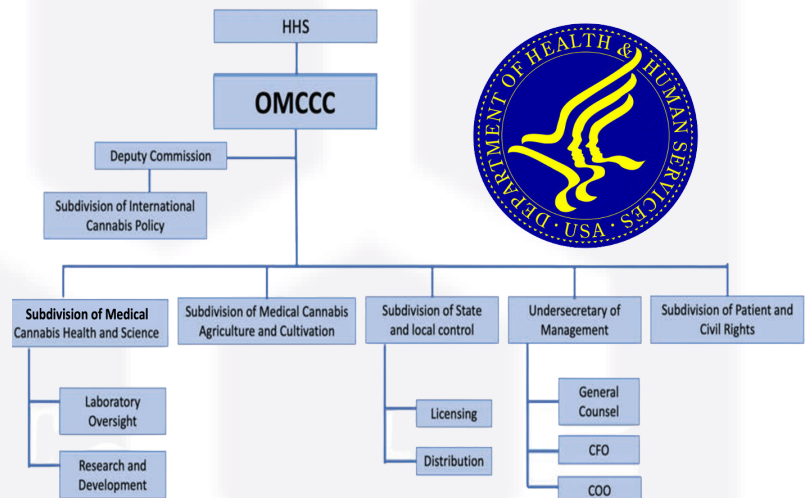 HHS
OMCCC
DEPARTMENT OF HEALTH & HUMAN SERVICES · USA ·
Deputy Commission
Subdivision of International
Cannabis Policy
Subdivision of Medical
Cannabis Health and Science
Subdivision of Medical Cannabis
Agriculture and Cultivation
Subdivision of State
and local control
Undersecretary of
Management
Subdivision of Patient and
Civil Rights
Laboratory
Oversight
Research and
Development
Licensing
Distribution
General
Counsel
CFO
COO